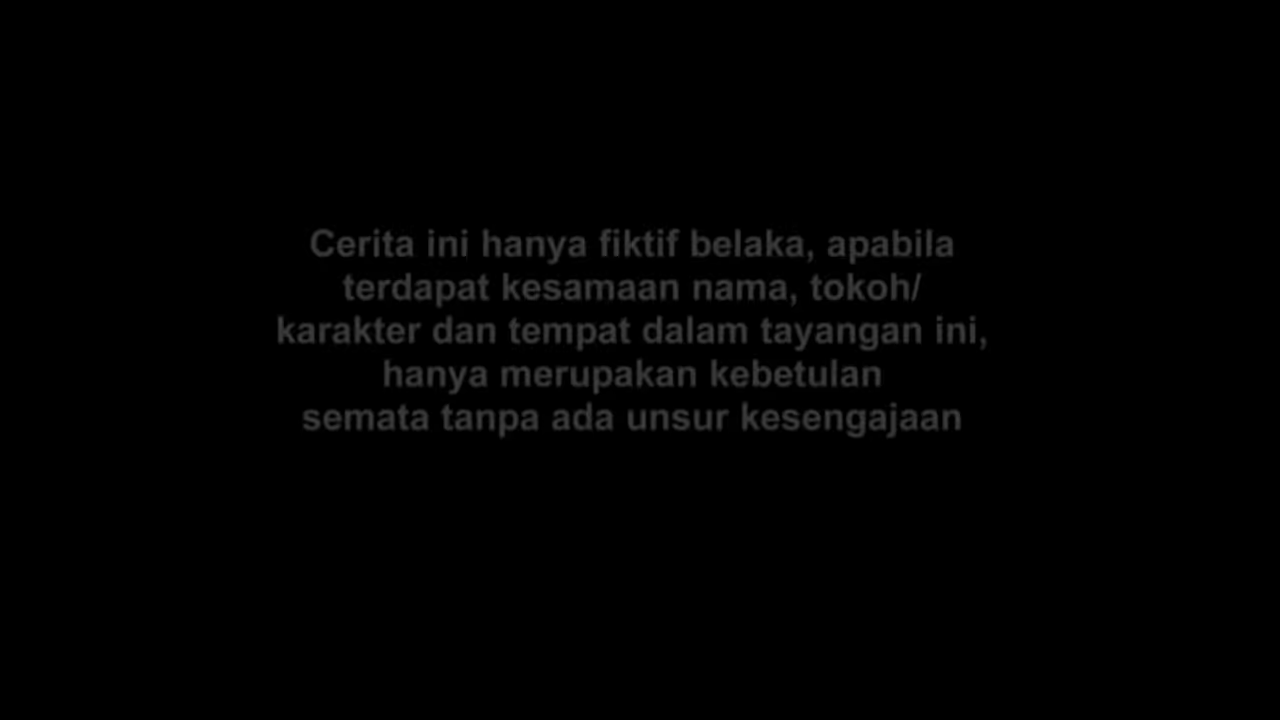 Cerita ini hanya fiktif belaka, apabila
terdapat kesamaan nama, tokoh/
karakter dan tempat dalam tayangan ini,
hanya merupakan kebetulan
semata tanpa ada unsur kesengajaan